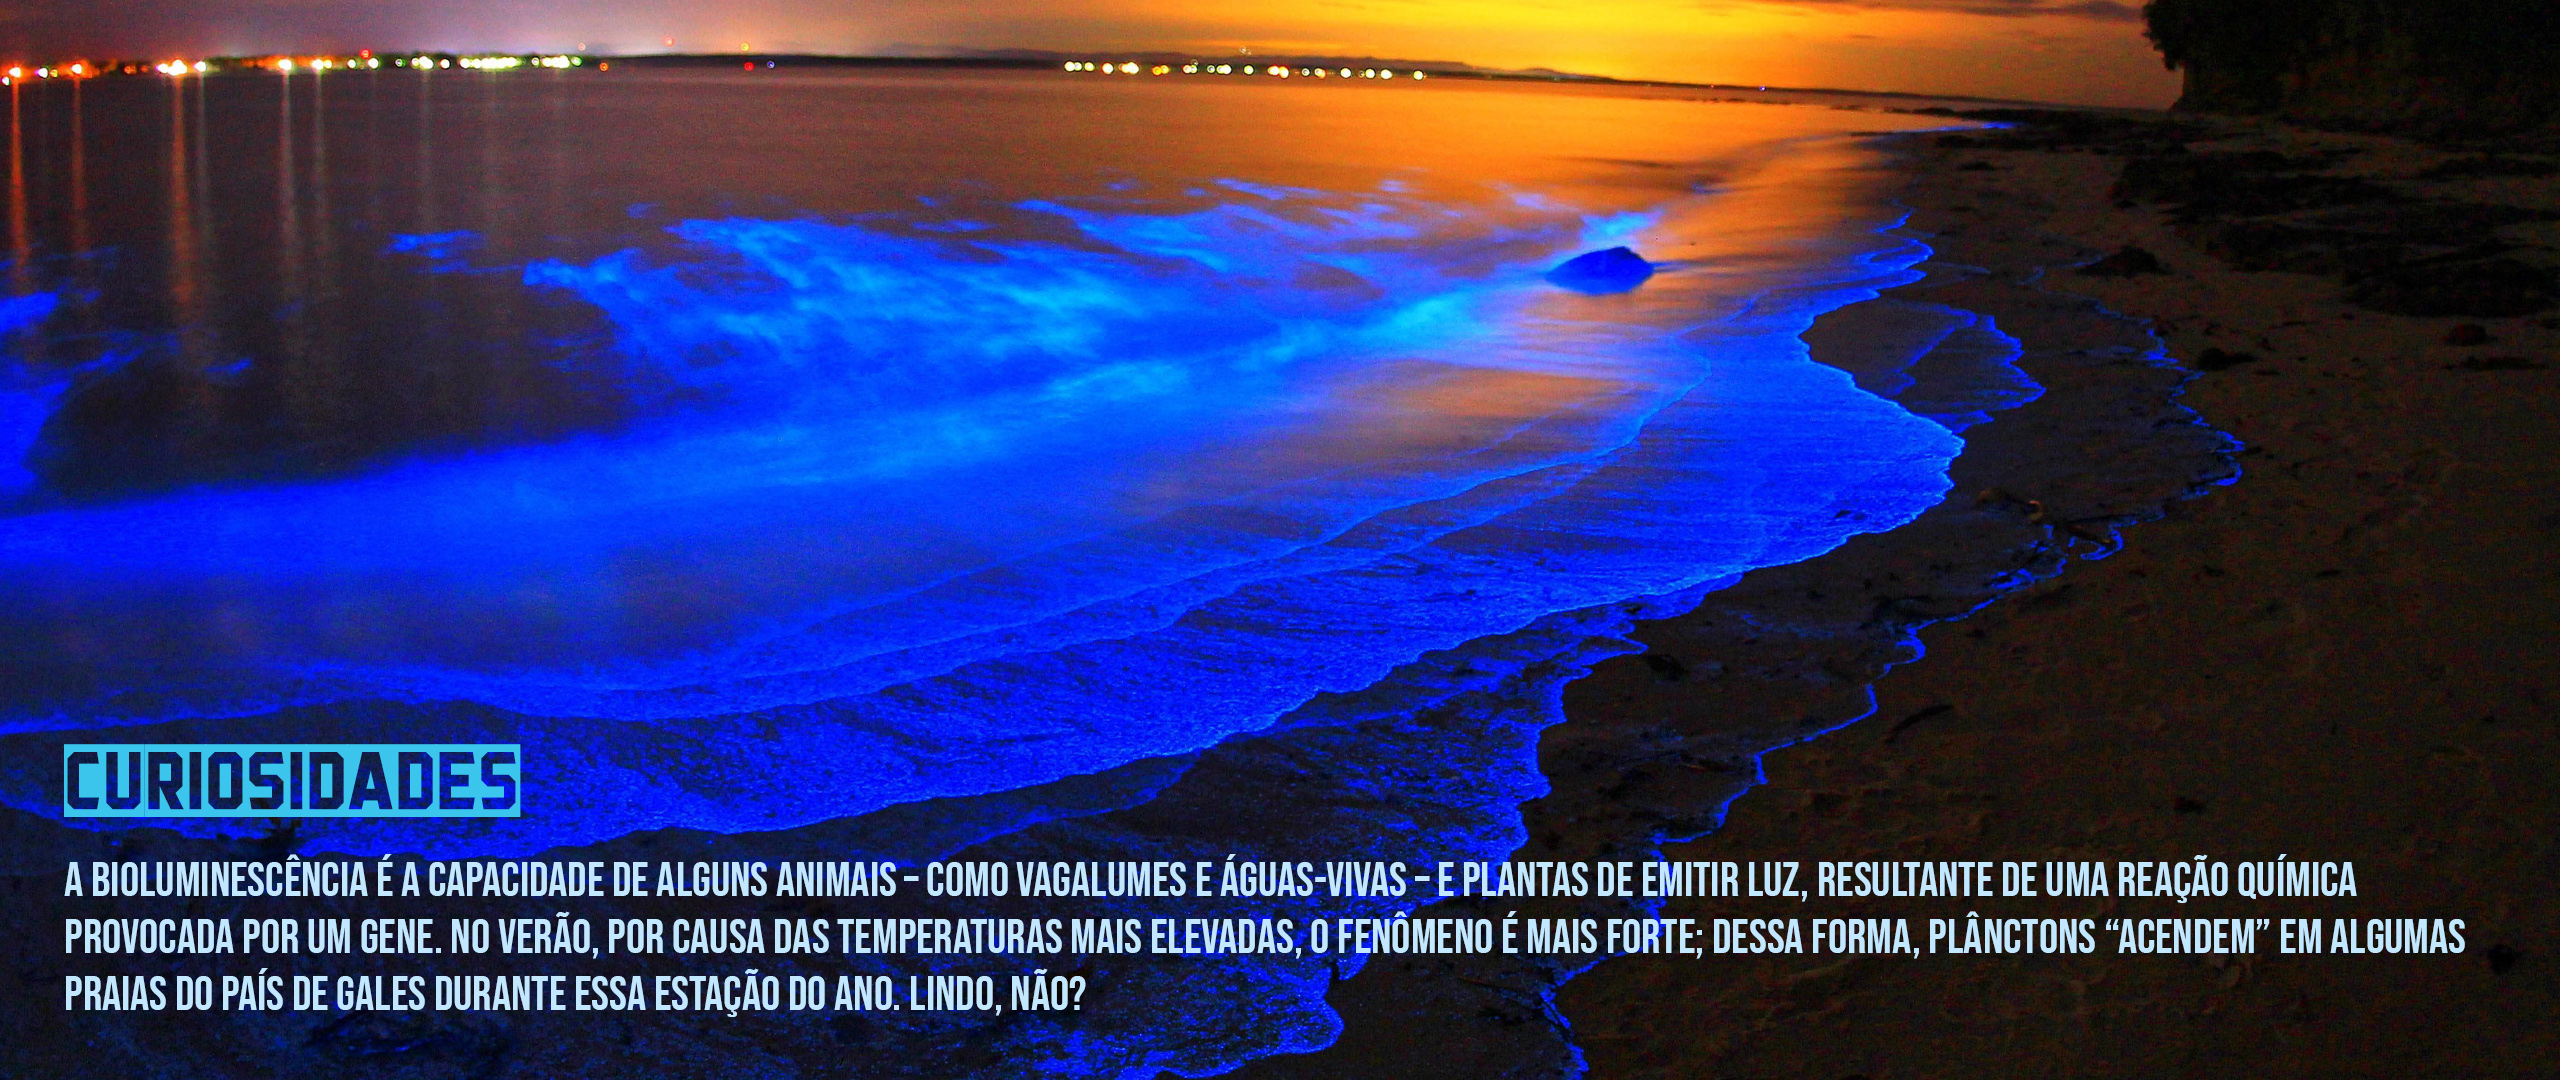 CURIOSIDADES
A BIOLUMINESCÊNCIA É A CAPACIDADE DE ALGUNS ANIMAIS – COMO VAGALUMES E ÁGUAS-VIVAS – E PLANTAS DE EMITIR LUZ, RESULTANTE DE UMA REAÇÃO QUÍMICA
PROVOCADA POR UM GENE. NO VERÃO, POR CAUSA DAS TEMPERATURAS MAIS ELEVADAS, O FENÔMENO É MAIS FORTE; DESSA FORMA, PLÂNCTONS “ACENDEM” EM ALGUMAS
PRAIAS DO PAÍS DE GALES DURANTE ESSA ESTAÇÃO DO ANO. LINDO, NÃO?